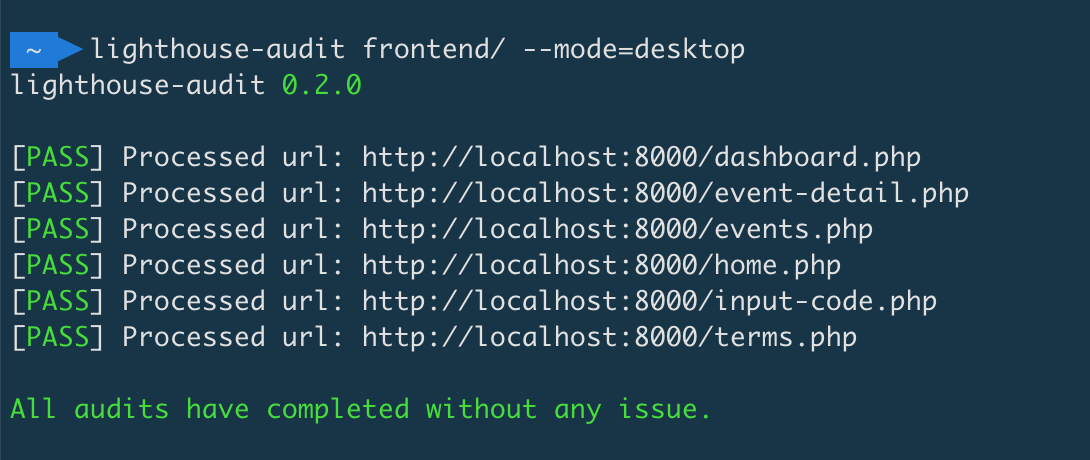 ~ lighthouse-audit frontend/ --mode=desktop
lighthouse-audit 0.2.0
[PASS] Processed url: http://localhost:8000/dashboard.php
[PASS] Processed url: http://localhost:8000/event-detail.php
[PASS] Processed url: http://localhost:8000/events.php
[PASS] Processed url: http://localhost:8000/home.php
[PASS] Processed url: http://localhost:8000/input-code.php
[PASS] Processed url: http://localhost:8000/terms.php
All audits have completed without any issue.